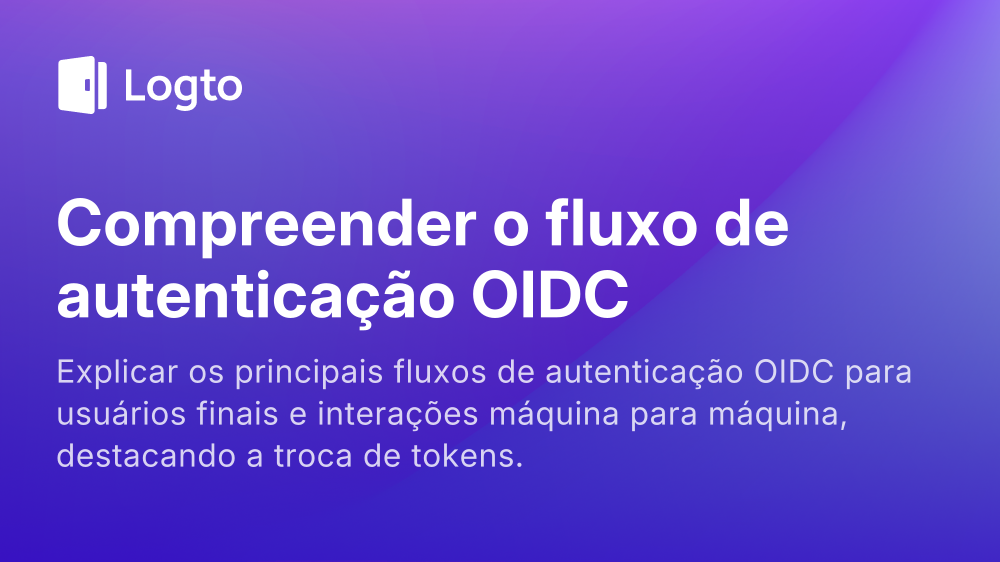 Logto
Compreender o fluxo de
autenticação OIDC
Explicar os principais fluxos de autenticação OIDC para
usuários finais e interações máquina para máquina,
destacando a troca de tokens.